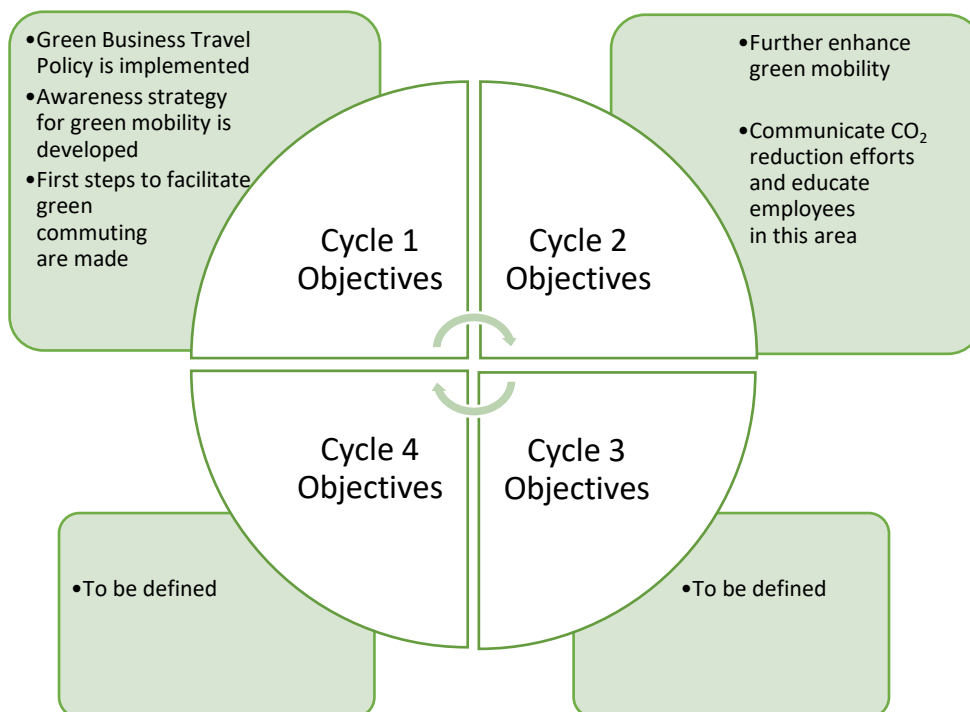 •Green Business Travel
Policy is implemented
•Awareness strategy
for green mobility is
developed
•First steps to facilitate
green
commuting
are made
•Further enhance
green mobility
•Communicate CO₂
reduction efforts
and educate
employees
in this area
Cycle 1
Objectives
Cycle 2
Objectives
Cycle 4
Objectives
Cycle 3
Objectives
•To be defined
•To be defined